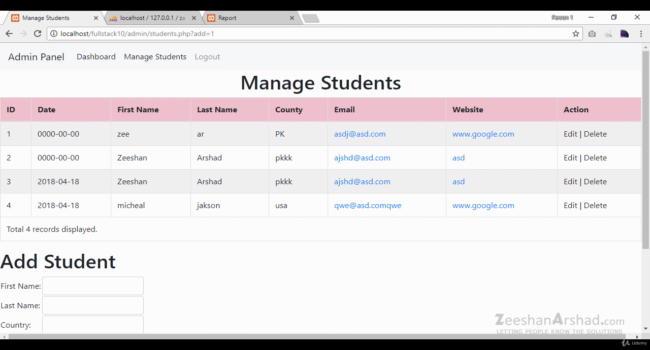 Manage Students
localhost / 127.0.0.1 / za
Report
localhost/fullstack10/admin/students.php?add=1
Admin Panel Dashboard Manage Students Logout
Manage Students
ID Date First Name Last Name County Email Website Action
1 0000-00-00 zee ar PK asdj@asd.com www.google.com Edit | Delete
2 0000-00-00 Zeeshan Arshad pkkk ajshd@asd.com asd Edit | Delete
3 2018-04-18 Zeeshan Arshad pkkk ajshd@asd.com asd Edit | Delete
4 2018-04-18 micheal jakson usa qwe@asd.comqwe www.google.com Edit | Delete
Total 4 records displayed.
Add Student
First Name:
Last Name:
Country:
ZeeshanArshad.com
LETTING PEOPLE KNOW THE SOLUTIONS
Udemy